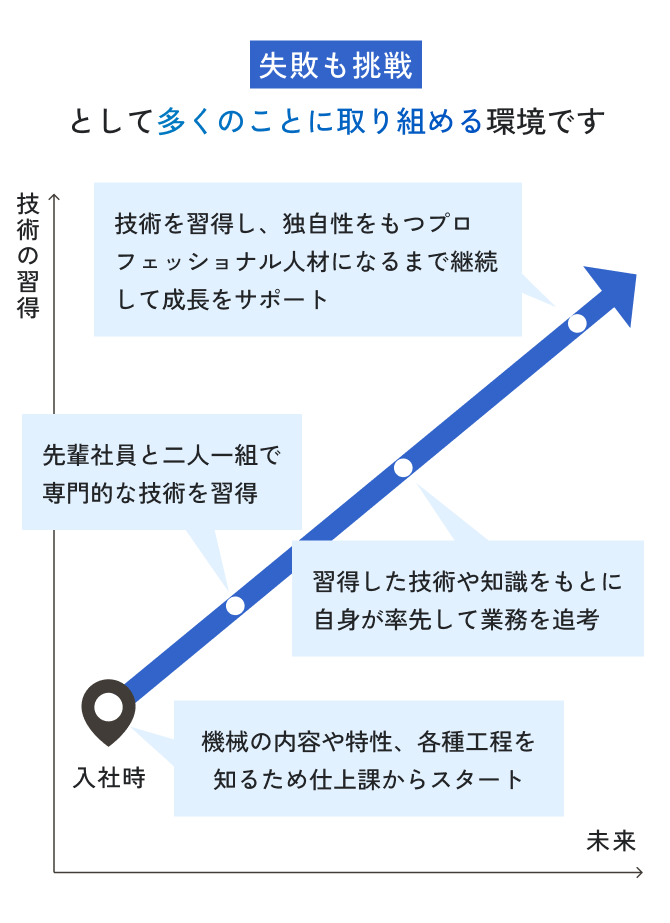 失敗も挑戦
として多くのことに取り組める環境です
技術の習得
技術を習得し、独自性をもつプロ
フェッショナル人材になるまで継続
して成長をサポート
先輩社員と二人一組で
専門的な技術を習得
習得した技術や知識をもとに
自身が率先して業務を追考
機械の内容や特性、各種工程を
知るため仕上課からスタート
入社時
未来